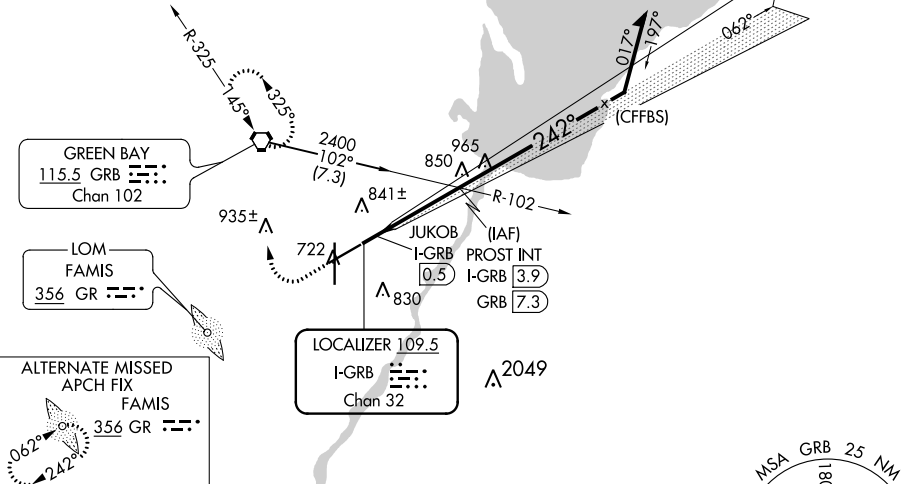 R-325
145°
325°
062°
017°
197°
242°
(CFFBS)
GREEN BAY
115.5 GRB
Chan 102
2400
102°
(7.3)
850
965
R-102
841±
935±
JUKOB
I-GRB
0.5
(IAF)
PROST INT
I-GRB 3.9
GRB 7.3
722
830
LOM
FAMIS
356 GR
LOCALIZER 109.5
I-GRB
Chan 32
2049
ALTERNATE MISSED
APCH FIX
FAMIS
356 GR
062°
242°
MSA GRB 25 NM